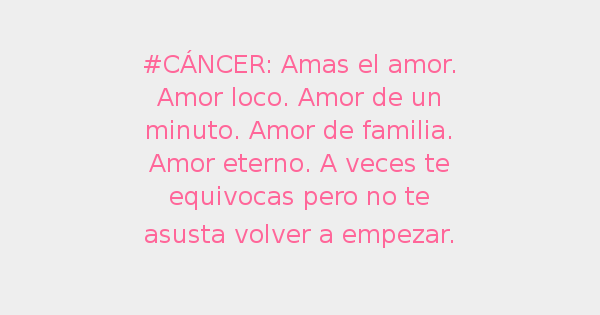 #CÁNCER: Amas el amor.
Amor loco. Amor de un
minuto. Amor de familia.
Amor eterno. A veces te
equivocas pero no te
asusta volver a empezar.